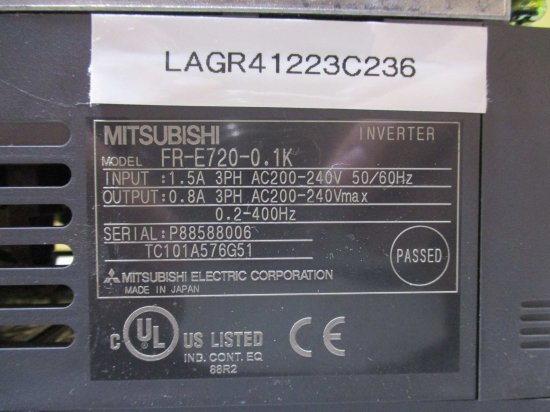 LAGR41223C236
MITSUBISHI INVERTER
MODEL FR-E720-0.1K
INPUT :1.5A 3PH AC200-240V 50/60Hz
OUTPUT:0.8A 3PH AC200-240Vmax
0.2-400Hz
SERIAL:P88588006
TC101A576G51
PASSED
MITSUBISHI ELECTRIC CORPORATION
MADE IN JAPAN
C UL US LISTED CE
IND. CONT. EQ
88R2